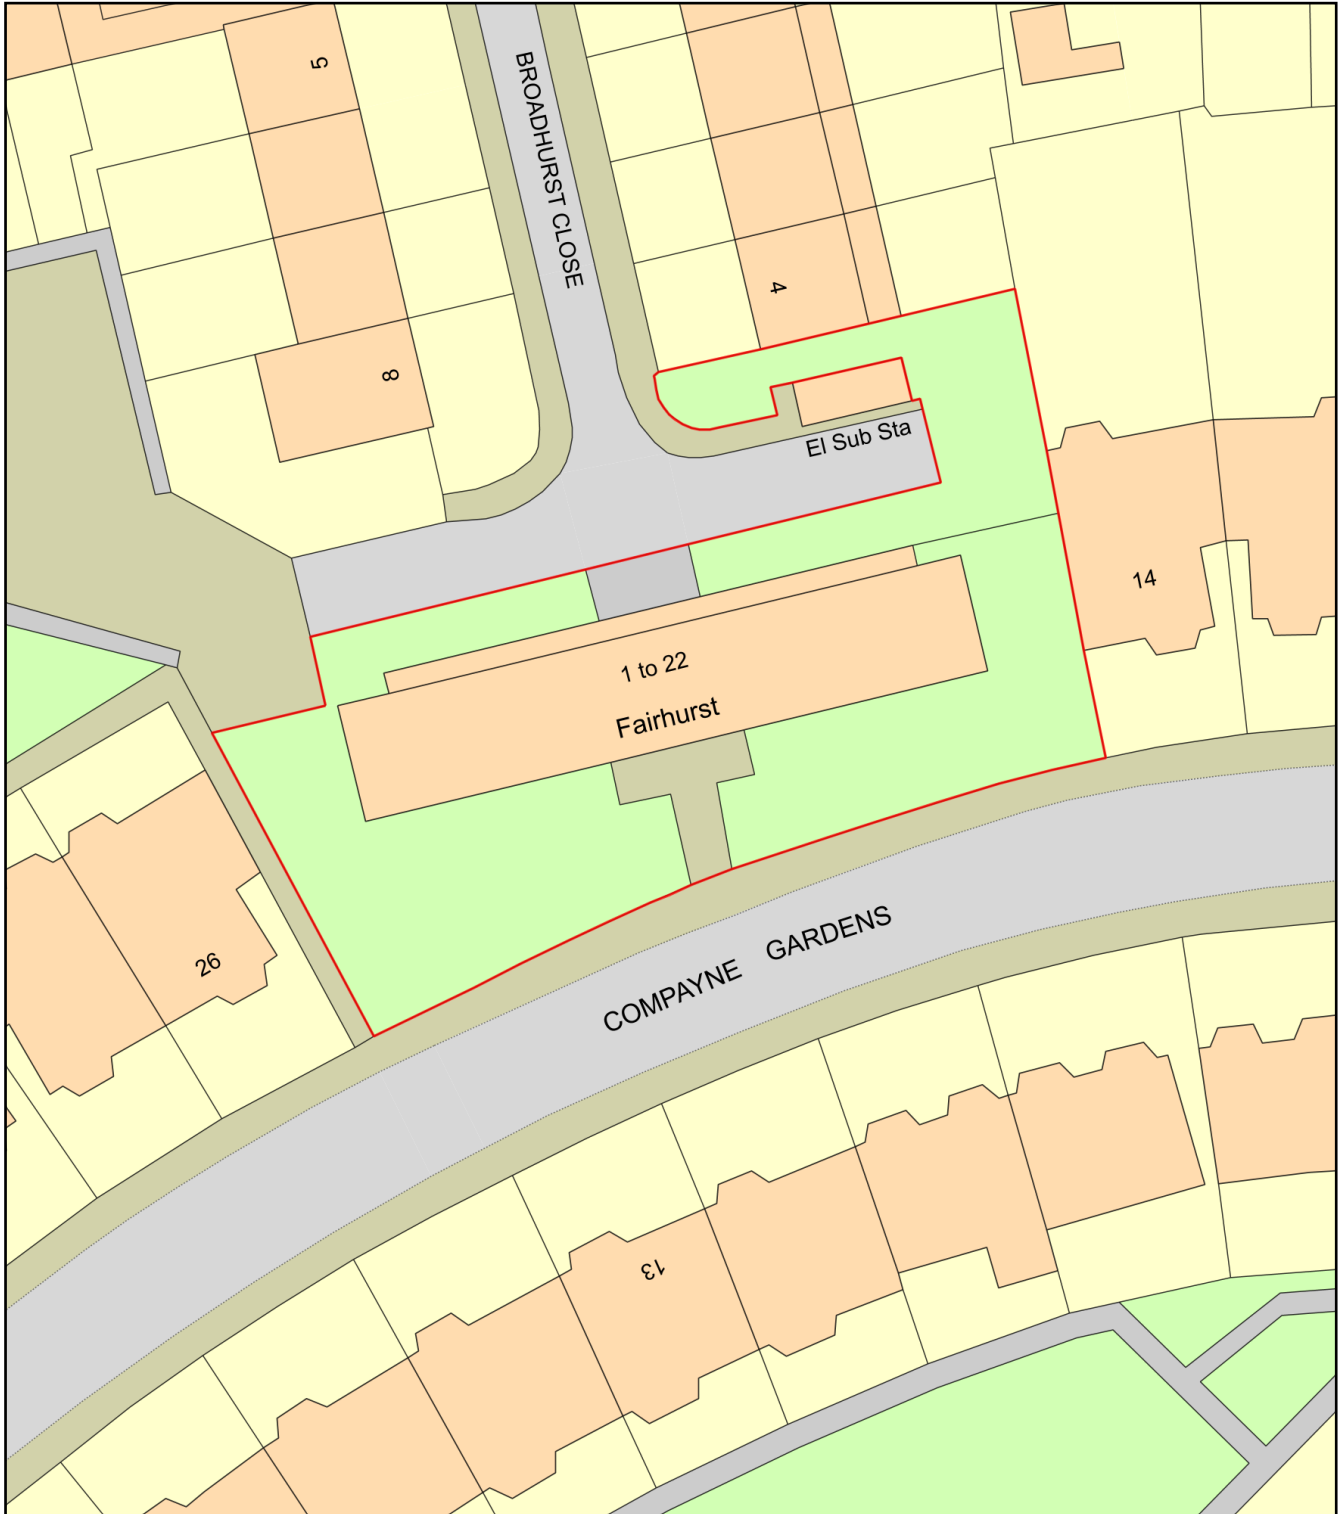 5
BROADHURST CLOSE
4
8
El Sub Sta
14
1 to 22
Fairhurst
26
COMPAYNE GARDENS
13